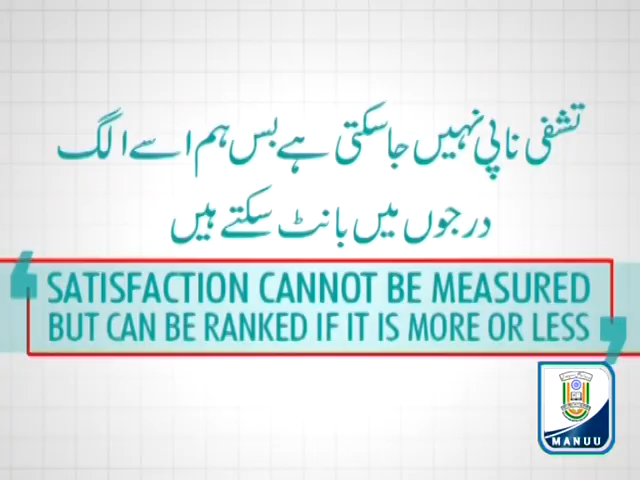 تشفی ناپی نہیں جاسکتی ہے بس ہم اسے الگ
درجوں میں بانٹ سکتے ہیں
SATISFACTION CANNOT BE MEASURED
BUT CAN BE RANKED IF IT IS MORE OR LESS
MANUU